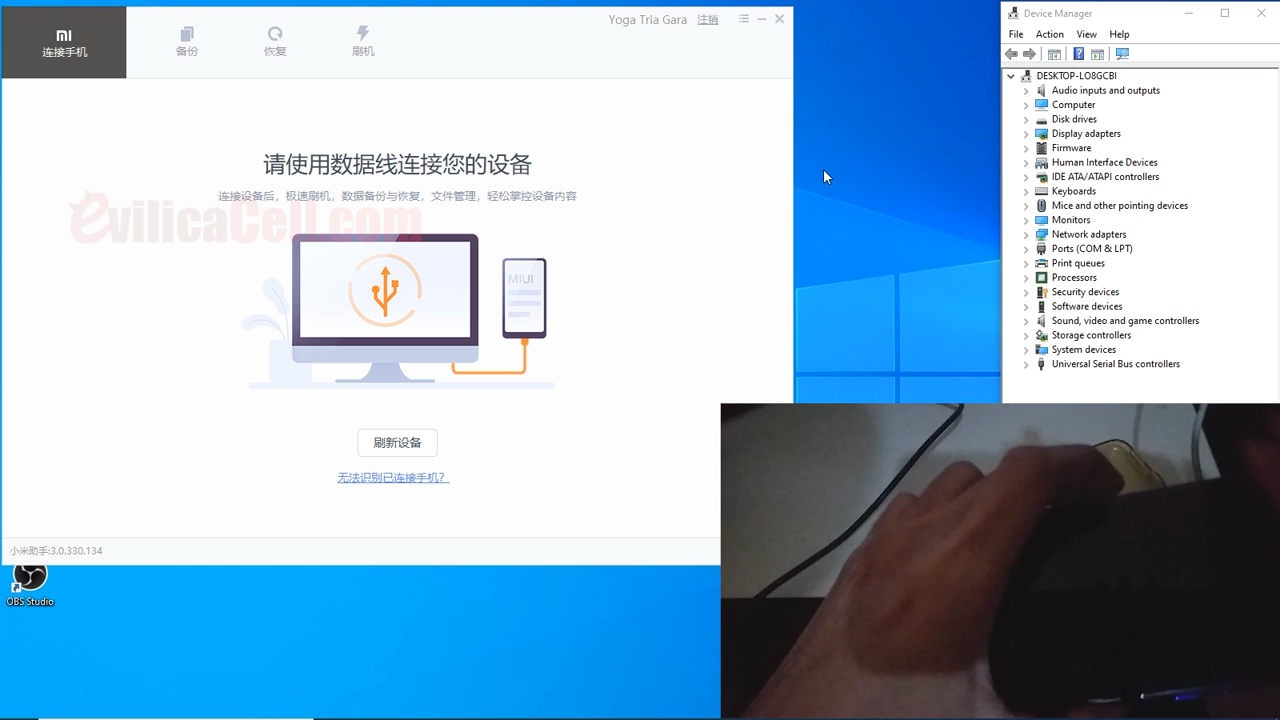 连接手机
备份
恢复
刷机
Yoga Tria Gara 注销
请使用数据线连接您的设备
连接设备后，极速刷机，数据备份与恢复，文件管理，轻松掌控设备内容
evilicaCell.com
MIUI
刷新设备
无法识别已连接手机？
小米助手:3.0.330.134
OBS Studio
Device Manager
File Action View Help
DESKTOP-LO8GCBI
Audio inputs and outputs
Computer
Disk drives
Display adapters
Firmware
Human Interface Devices
IDE ATA/ATAPI controllers
Keyboards
Mice and other pointing devices
Monitors
Network adapters
Ports (COM & LPT)
Print queues
Processors
Security devices
Software devices
Sound, video and game controllers
Storage controllers
System devices
Universal Serial Bus controllers